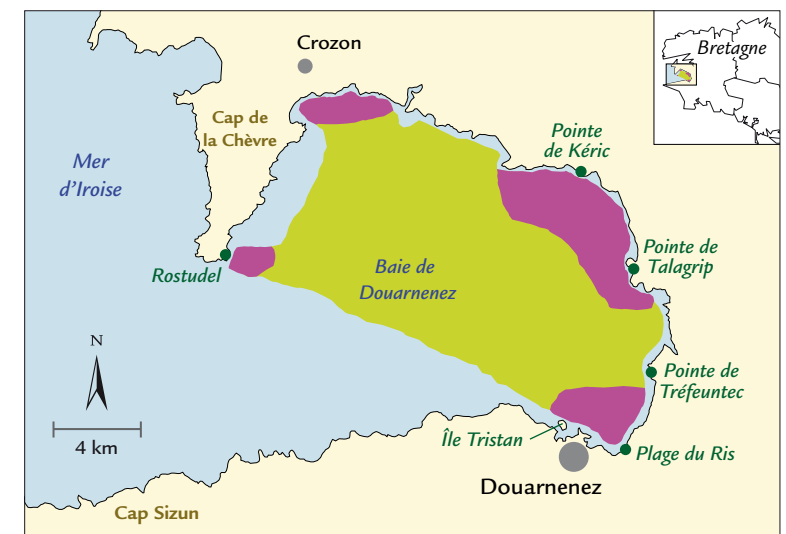 Crozon
Bretagne
Cap de
la Chèvre
Pointe
de Kéric
Mer
d'Iroise
Pointe de
Talagrip
Rostudel
Baie de
Douarnenez
N
4 km
Pointe de
Tréfeuntec
Île Tristan
Plage du Ris
Douarnenez
Cap Sizun